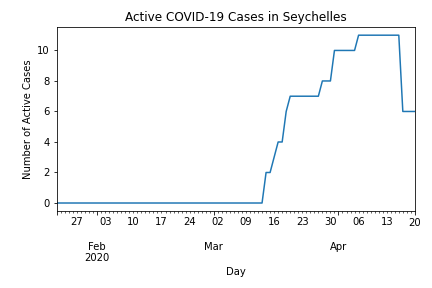 Active COVID-19 Cases in Seychelles
Number of Active Cases
10
8
6
4
2
0
27 03 10 17 24 02 09 16 23 30 06 13 20
Feb Mar Apr
2020
Day